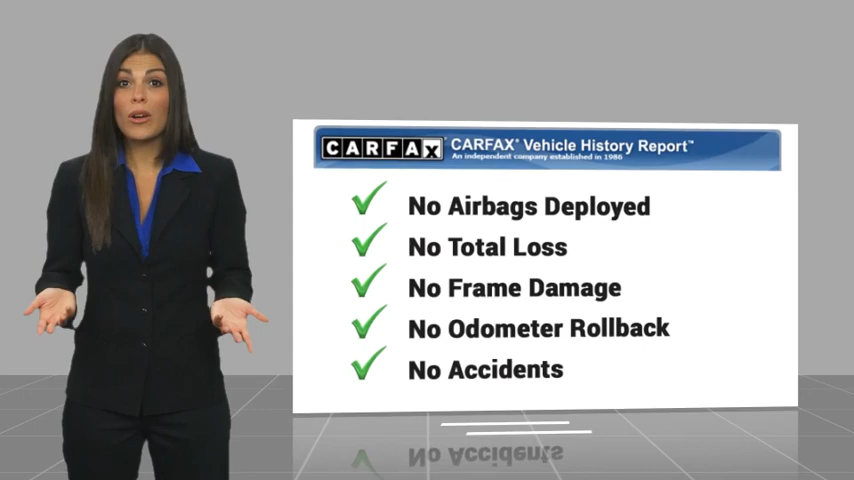 CARFAX CARFAX® Vehicle History Report™
An independent company established in 1986
No Airbags Deployed
No Total Loss
No Frame Damage
No Odometer Rollback
No Accidents
No Accidents